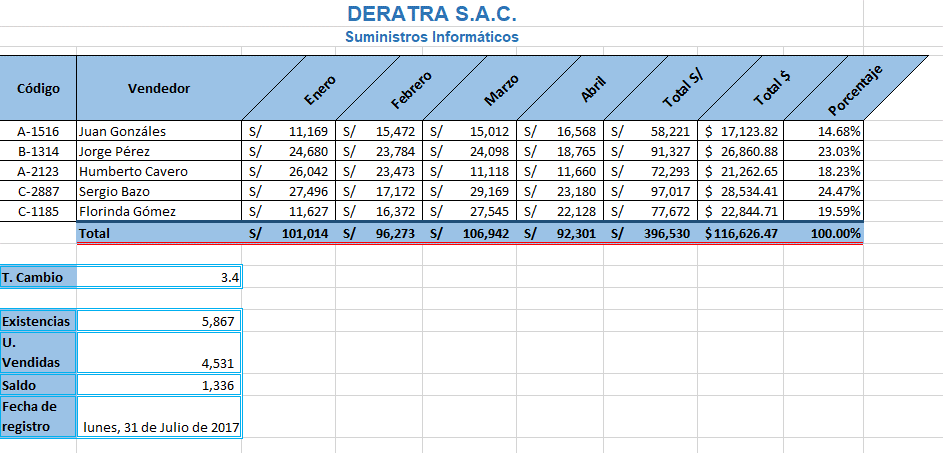 DERATRA S.A.C.
Suministros Informáticos
Código Vendedor Enero Febrero Marzo Abril Total S/ Total $ Porcentaje
A-1516 Juan Gonzáles S/ 11,169 S/ 15,472 S/ 15,012 S/ 16,568 S/ 58,221 $ 17,123.82 14.68%
B-1314 Jorge Pérez S/ 24,680 S/ 23,784 S/ 24,098 S/ 18,765 S/ 91,327 $ 26,860.88 23.03%
A-2123 Humberto Cavero S/ 26,042 S/ 23,473 S/ 11,118 S/ 11,660 S/ 72,293 $ 21,262.65 18.23%
C-2887 Sergio Bazo S/ 27,496 S/ 17,172 S/ 29,169 S/ 23,180 S/ 97,017 $ 28,534.41 24.47%
C-1185 Florinda Gómez S/ 11,627 S/ 16,372 S/ 27,545 S/ 22,128 S/ 77,672 $ 22,844.71 19.59%
Total S/ 101,014 S/ 96,273 S/ 106,942 S/ 92,301 S/ 396,530 $ 116,626.47 100.00%
T. Cambio 3.4
Existencias 5,867
U.
Vendidas 4,531
Saldo 1,336
Fecha de
registro lunes, 31 de Julio de 2017